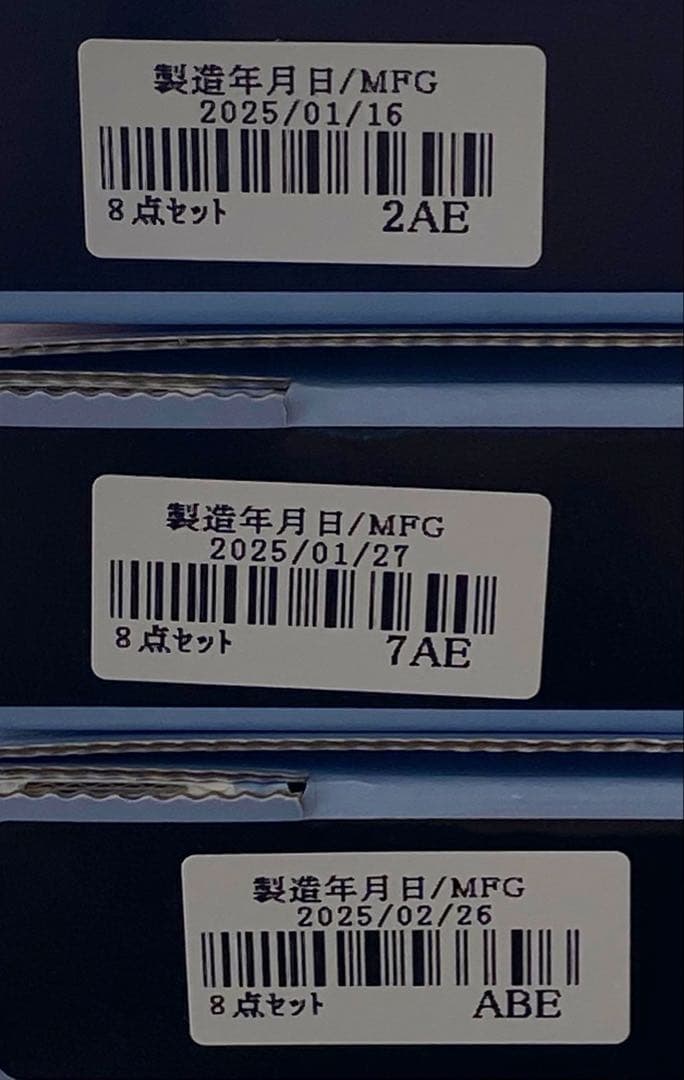 製造年月日/MFG
2025/01/16
8点セット 2AE
製造年月日/MFG
2025/01/27
8点セット 7AE
製造年月日/MFG
2025/02/26
8点セット ABE